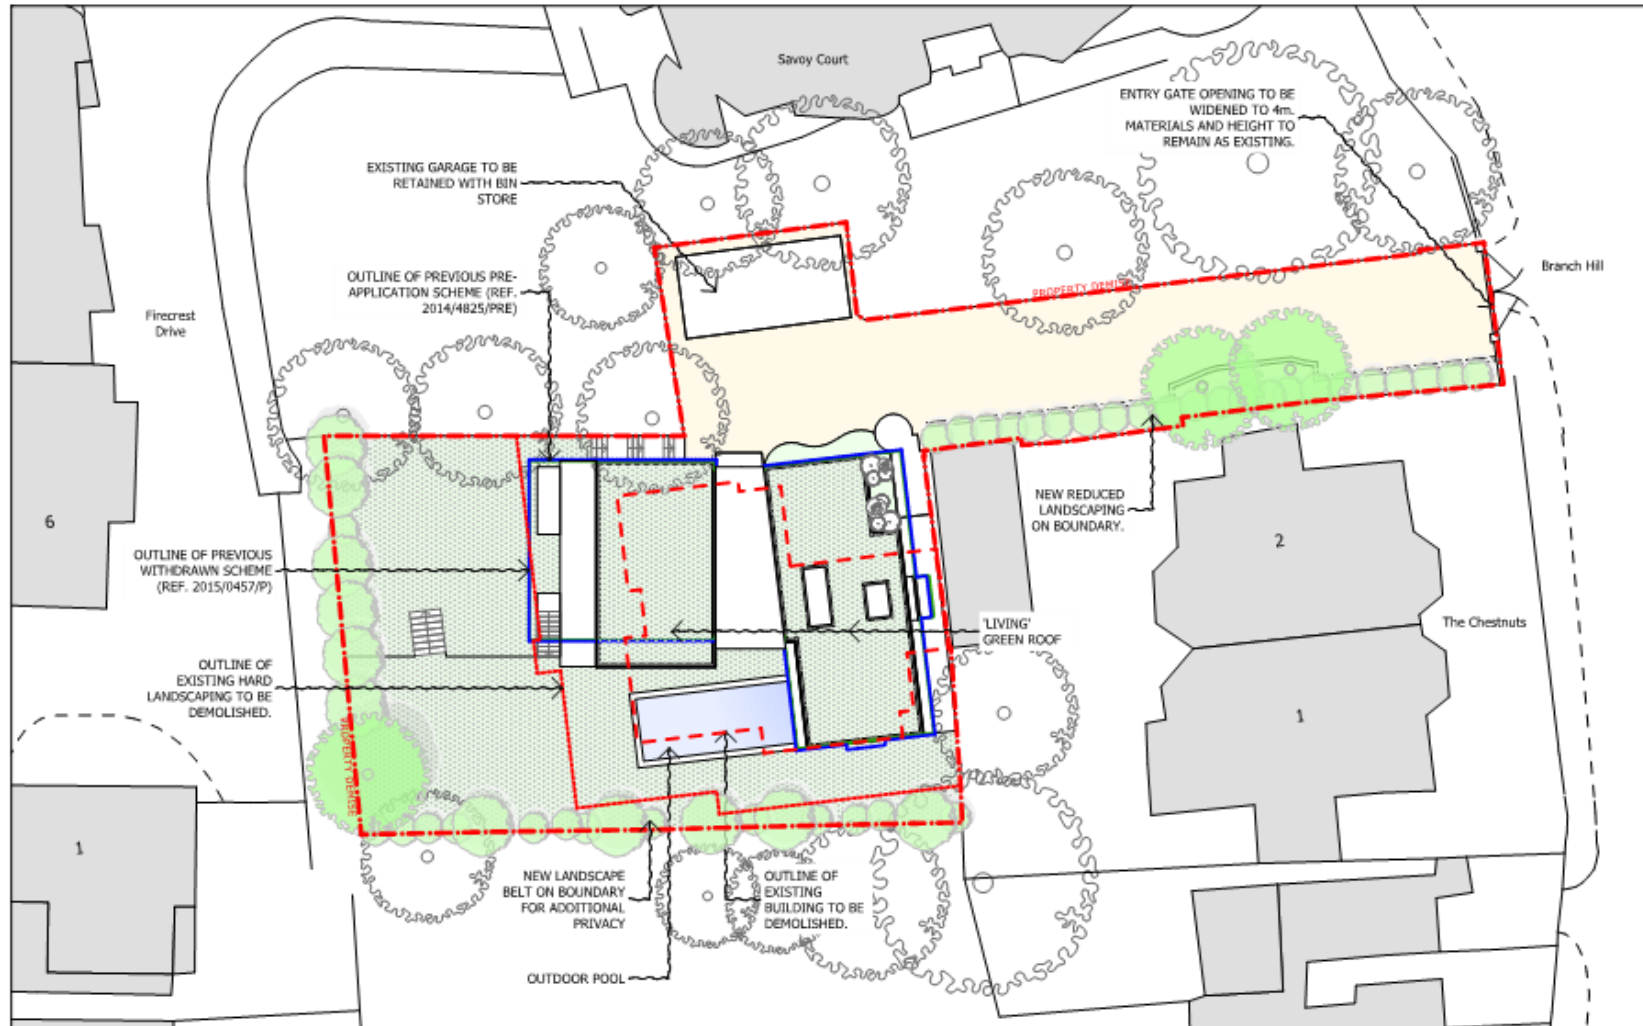 Savoy Court
ENTRY GATE OPENING TO BE
WIDENED TO 4m.
MATERIALS AND HEIGHT TO
REMAIN AS EXISTING.
EXISTING GARAGE TO BE
RETAINED WITH BIN
STORE
Branch Hill
OUTLINE OF PREVIOUS PRE-
APPLICATION SCHEME (REF.
2014/4825/PRE)
PROPERTY DEMISE
Firecrest
Drive
6
NEW REDUCED
LANDSCAPING
ON BOUNDARY.
2
OUTLINE OF PREVIOUS
WITHDRAWN SCHEME
(REF. 2015/0457/P)
'LIVING'
GREEN ROOF
The Chestnuts
OUTLINE OF
EXISTING HARD
LANDSCAPING TO BE
DEMOLISHED.
1
PROPERTY DEMISE
1
NEW LANDSCAPE
BELT ON BOUNDARY
FOR ADDITIONAL
PRIVACY
OUTLINE OF
EXISTING
BUILDING TO BE
DEMOLISHED.
OUTDOOR POOL